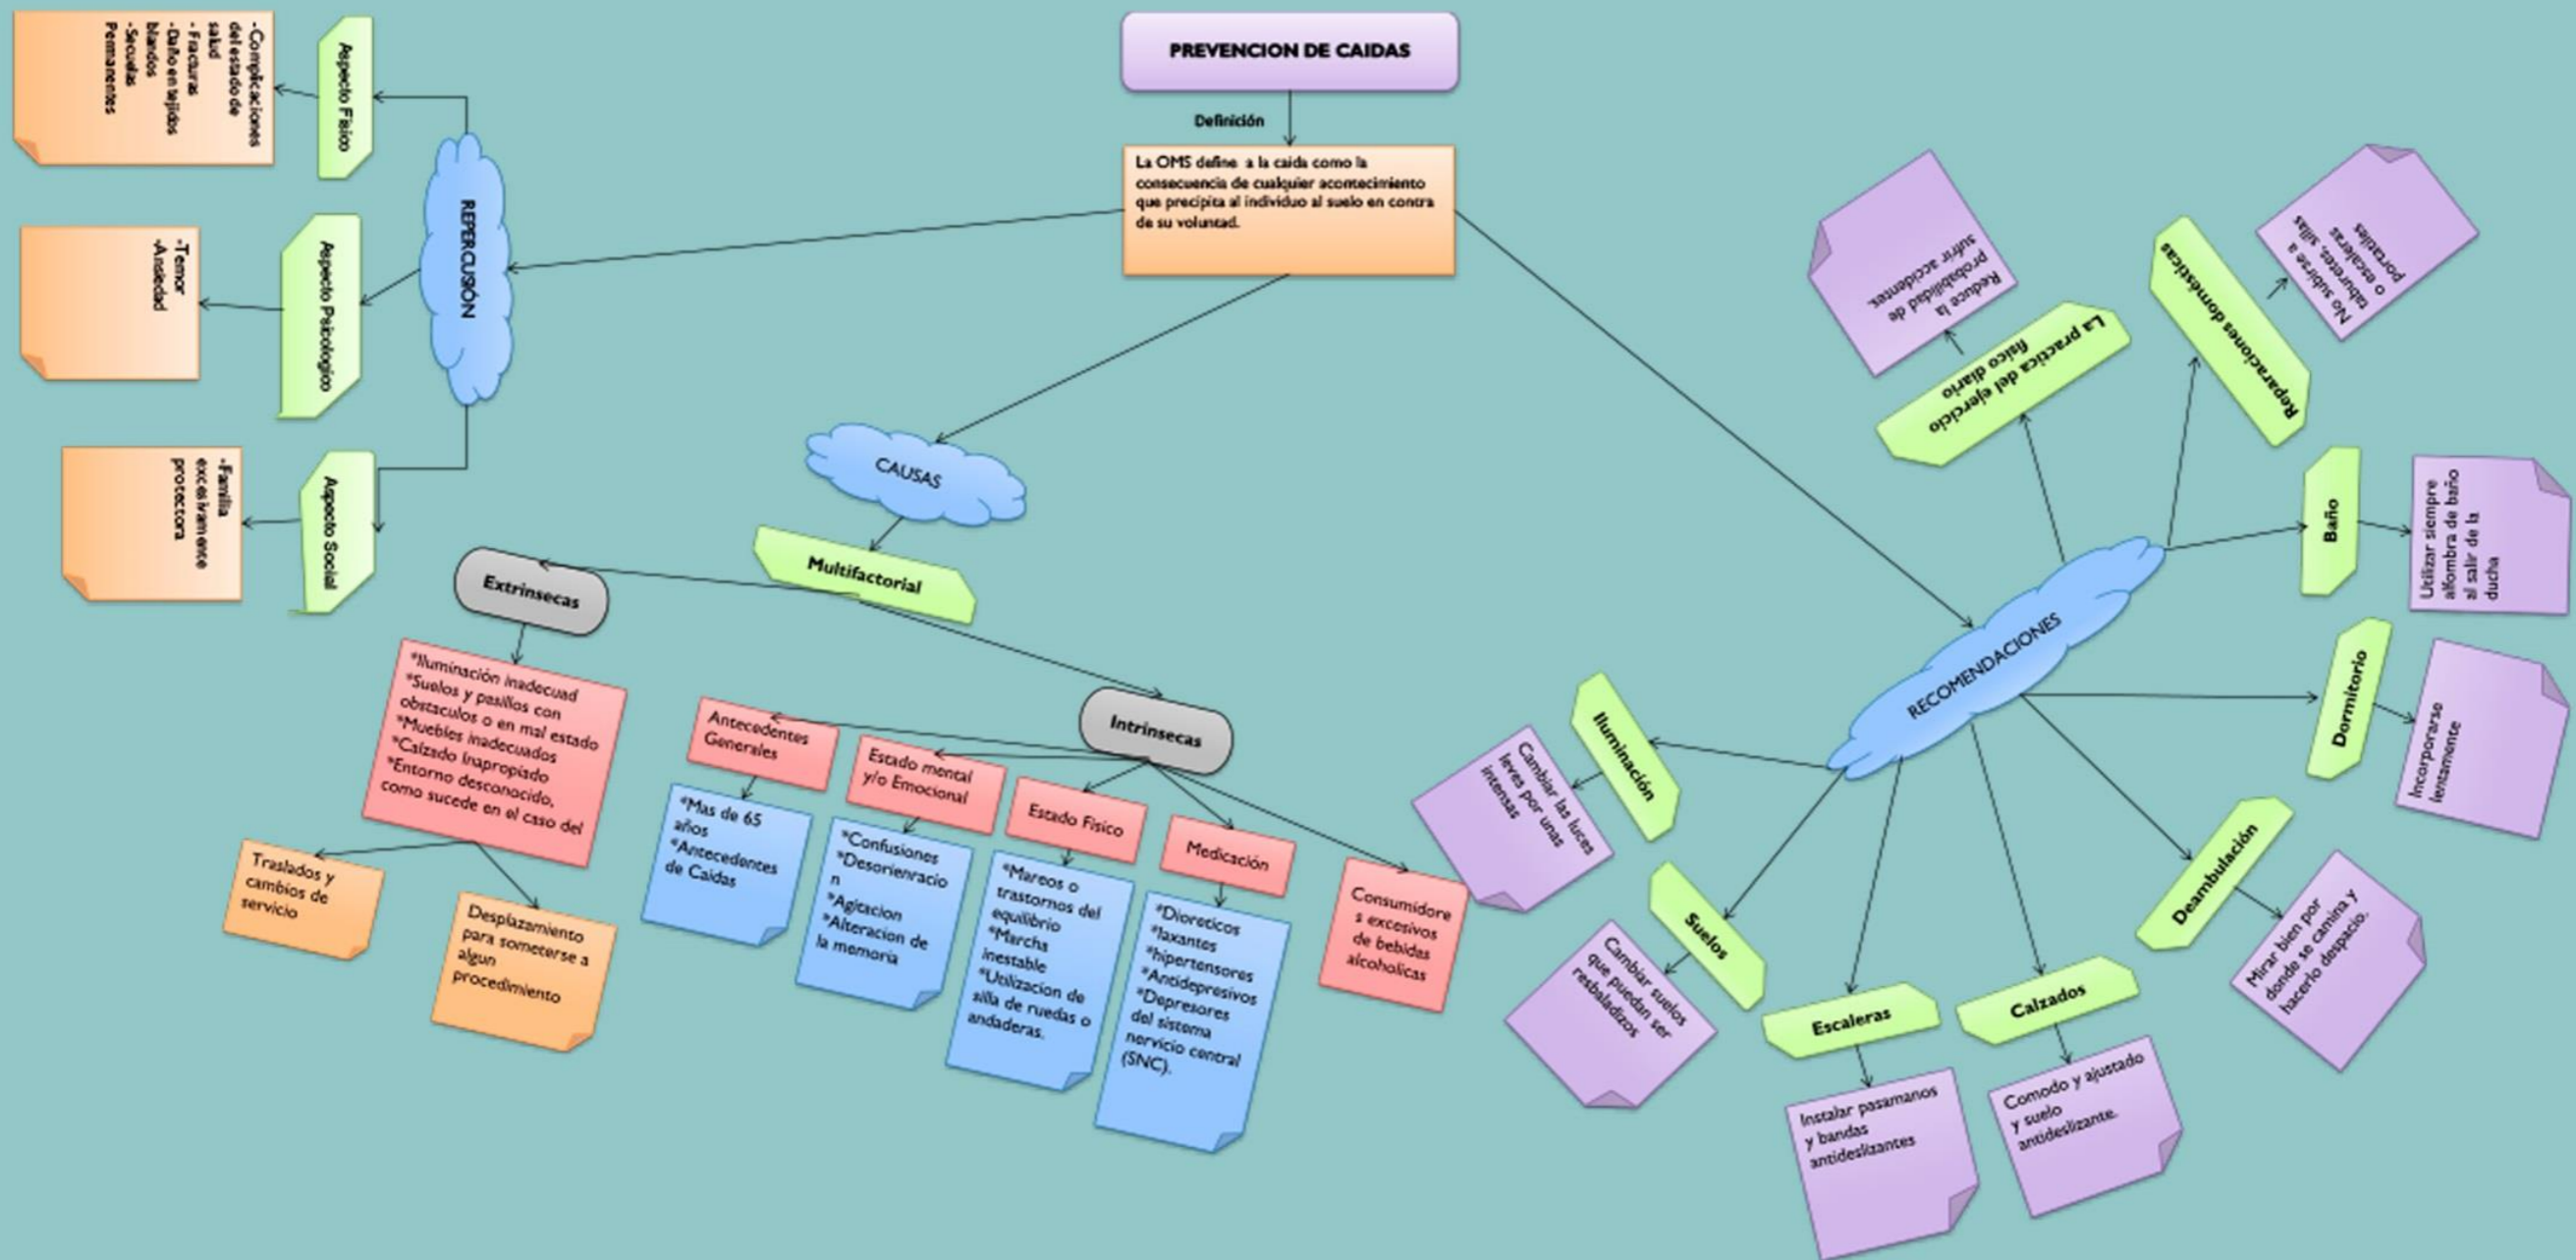 PREVENCION DE CAIDAS
Definición
La OMS define a la caida como la
consecuencia de cualquier acontecimiento
que precipita al individuo al suelo en contra
de su voluntad.
REPERCUSIÓN
Aspecto Fisico
-Complicaciones
del estado de
salud
- Fracturas
-Daño en tejidos
blandos
-Secuelas
Permanentes
Aspecto Psicologico
-Temor
-Ansiedad
Aspecto Social
-Familia
excesivamente
protectora
CAUSAS
Multifactorial
Extrinsecas
*Iluminación inadecuad
*Suelos y pasillos con
obstaculos o en mal estado
*Muebles inadecuados
*Calzado Inapropiado
*Entorno desconocido,
como sucede en el caso del
Traslados y
cambios de
servicio
Desplazamiento
para someterse a
algun
procedimiento
Intrinsecas
Antecedentes
Generales
*Mas de 65
años
*Antecedentes
de Caidas
Estado mental
y/o Emocional
*Confusiones
*Desorienracio
n
*Agitacion
*Alteracion de
la memoria
Estado Fisico
*Mareos o
trastornos del
equilibrio
*Marcha
inestable
*Utilizacion de
silla de ruedas o
andaderas.
Medicación
*Dioreticos
*laxantes
*hipertensores
*Antidepresivos
*Depresores
del sistema
nervicio central
(SNC).
Consumidore
s excesivos
de bebidas
alcoholicas
RECOMENDACIONES
La practica del ejercicio
fisico diario
Reduce la
probabilidad de
sufrir accidentes.
Reparaciones domésticas
No subirse a
taburetes, sillas
o escaleras
portatiles
Baño
Utilizar siempre
alfombra de baño
al salir de la
ducha
Dormitorio
Incorporarse
lentamente
Deambulación
Mirar bien por
donde se camina y
hacerlo despacio.
Calzados
Comodo y ajustado
y suelo
antideslizante.
Escaleras
Instalar pasamanos
y bandas
antideslizantes
Suelos
Cambiar suelos
que puedan ser
resbaladizos
Iluminación
Cambiar las luces
leves por unas
intensas